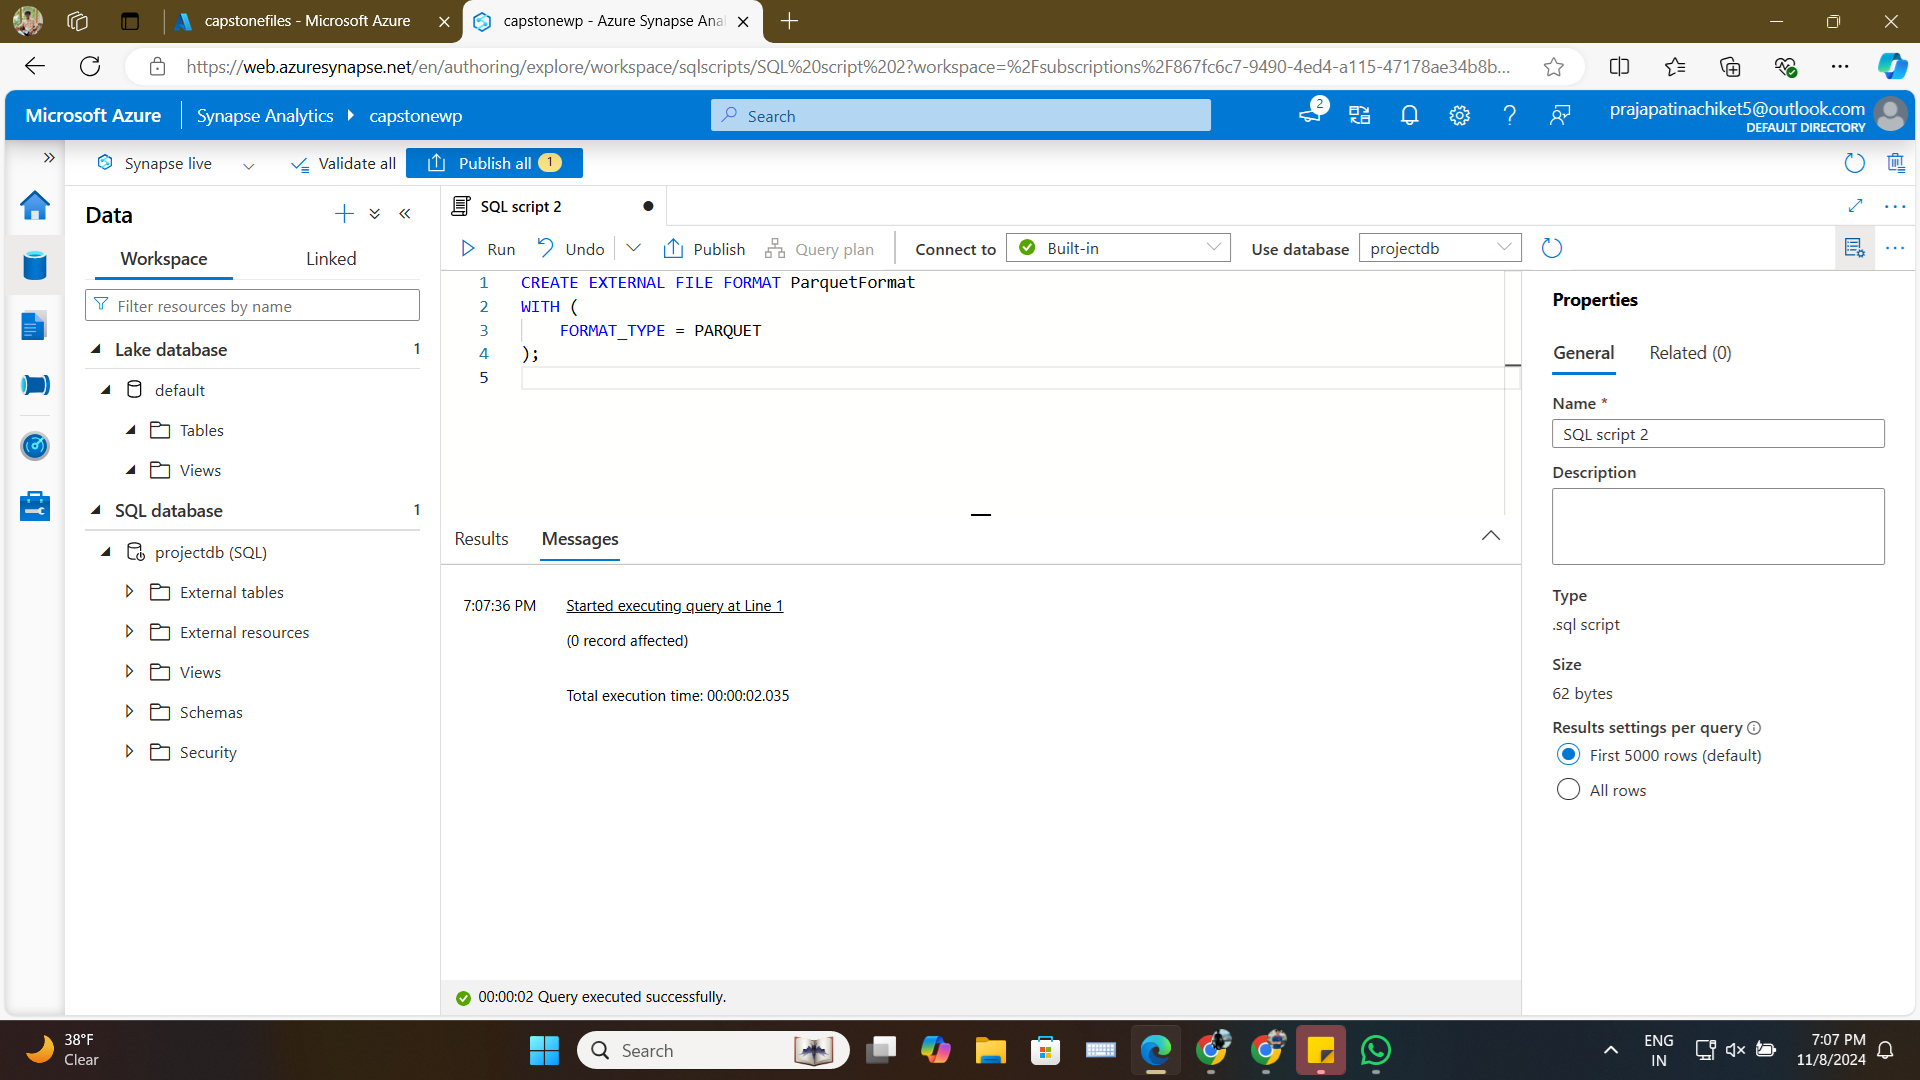 capstonefiles - Microsoft Azure
capstonewp - Azure Synapse Anal
https://web.azuresynapse.net/en/authoring/explore/workspace/sqlscripts/SQL%20script%202?workspace=%2Fsubscriptions%2F867fc6c7-9490-4ed4-a115-47178ae34b8b...
Microsoft Azure
Synapse Analytics
capstonewp
Search
2
prajapatinachiket5@outlook.com
DEFAULT DIRECTORY
Synapse live
Validate all
Publish all 1
Data
Workspace
Linked
Filter resources by name
Lake database 1
default
Tables
Views
SQL database 1
projectdb (SQL)
External tables
External resources
Views
Schemas
Security
SQL script 2
Run
Undo
Publish
Query plan
Connect to
Built-in
Use database
projectdb
1 CREATE EXTERNAL FILE FORMAT ParquetFormat
2 WITH (
3 FORMAT_TYPE = PARQUET
4 );
5
Results
Messages
7:07:36 PM Started executing query at Line 1
(0 record affected)
Total execution time: 00:00:02.035
00:00:02 Query executed successfully.
Properties
General
Related (0)
Name *
SQL script 2
Description
Type
.sql script
Size
62 bytes
Results settings per query
First 5000 rows (default)
All rows
38°F
Clear
Search
ENG
IN
7:07 PM
11/8/2024